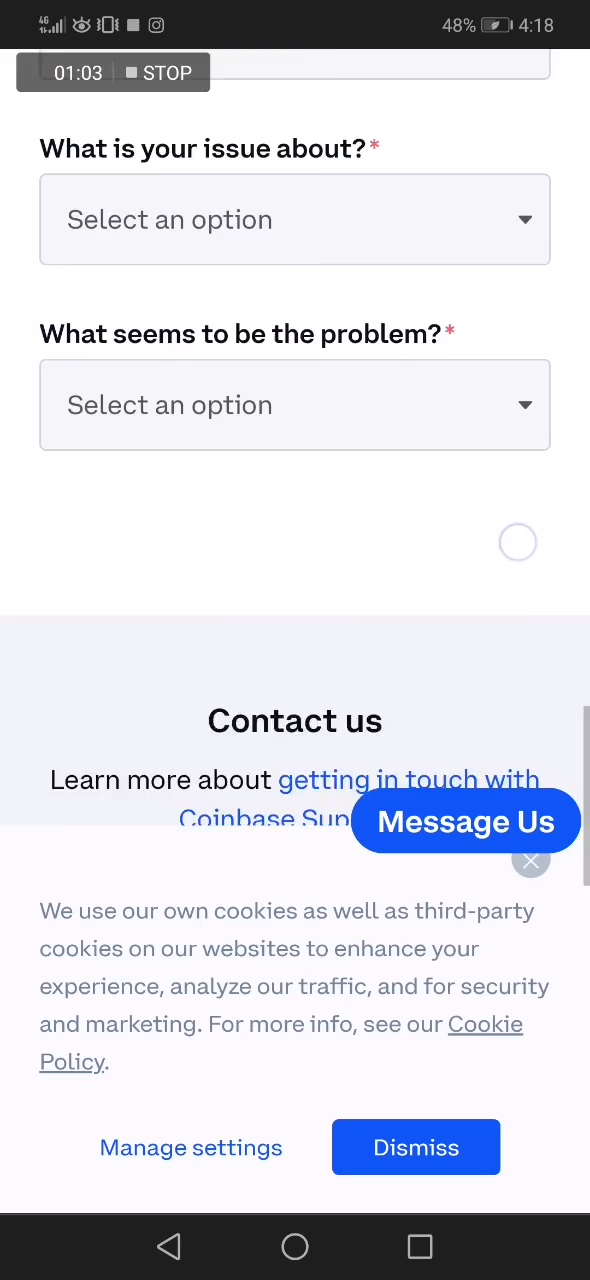 4G
48% 4:18
01:03 STOP
What is your issue about?*
Select an option
What seems to be the problem?*
Select an option
Contact us
Learn more about getting in touch with
Coinbase Sup
Message Us
We use our own cookies as well as third-party
cookies on our websites to enhance your
experience, analyze our traffic, and for security
and marketing. For more info, see our Cookie
Policy.
Manage settings
Dismiss